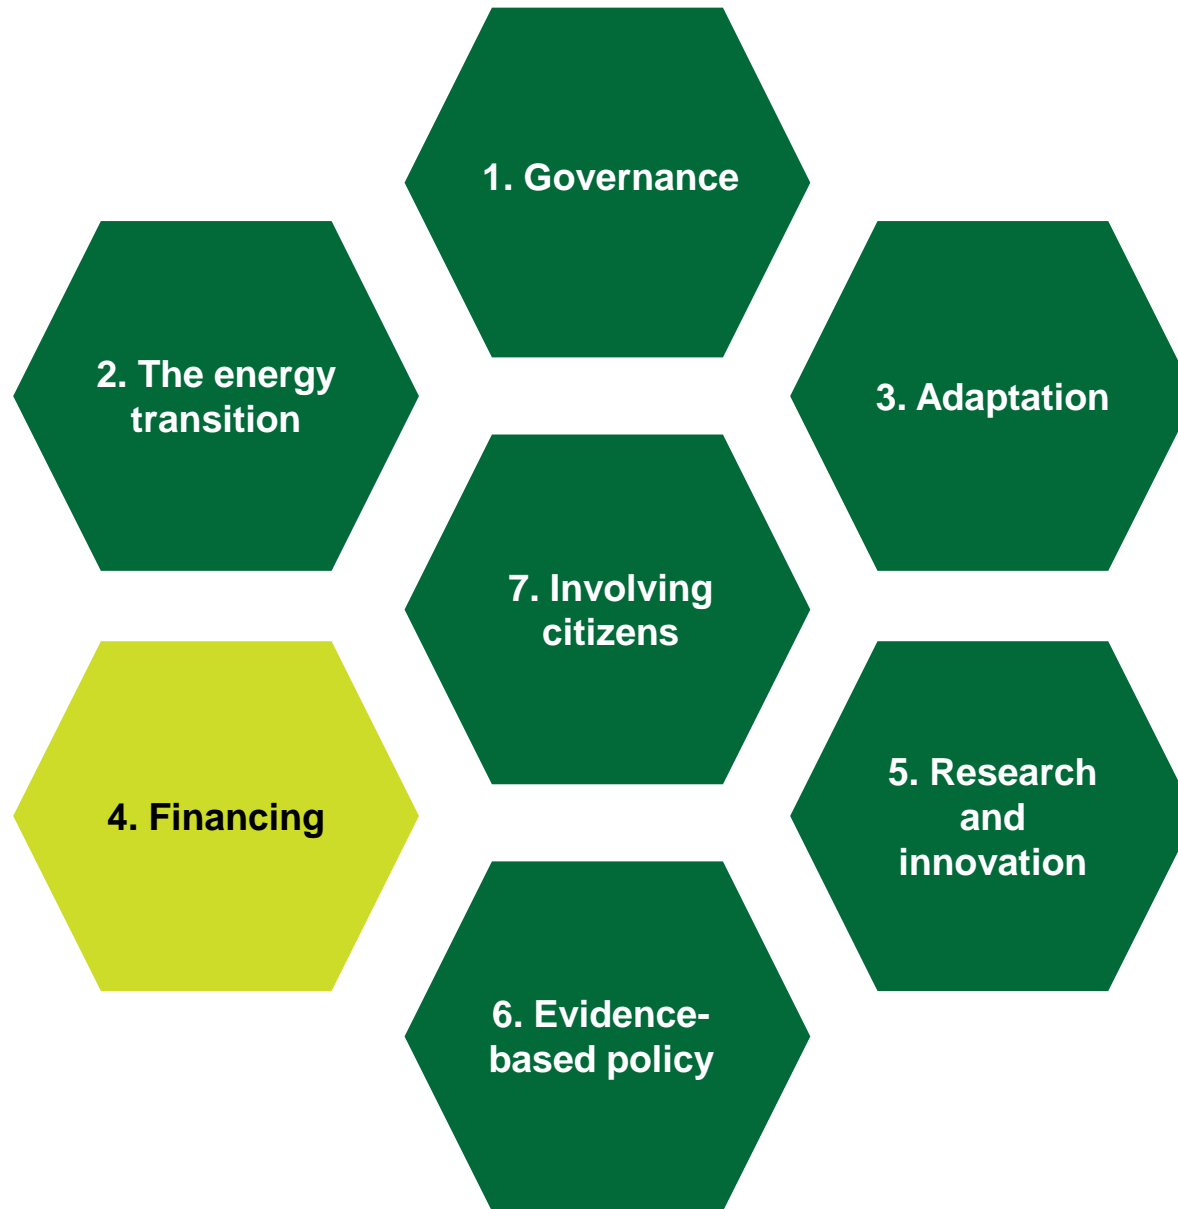 1. Governance
2. The energy
transition
3. Adaptation
4. Financing
5. Research
and
innovation
6. Evidence-
based policy
7. Involving
citizens